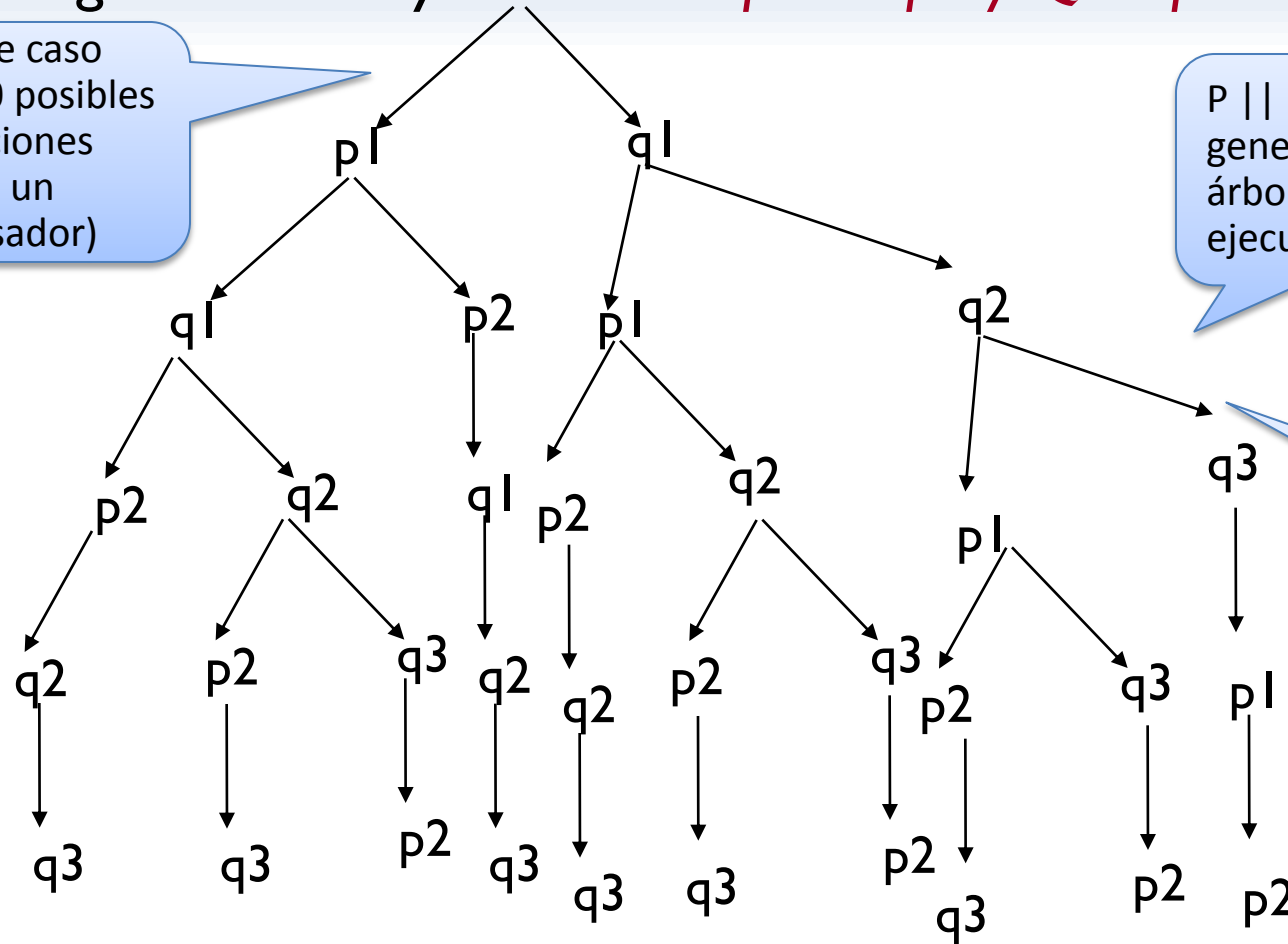 e caso
posibles
ciones
un
sador)
P ||
gene
árbo
ejecu
p1 q1
q1 p2 p1 q2
p2 q2 q1 p2 q2 p1 q3
q2 p2 q3 q2 q2 p2 q3 p2 q3 p1
q3 q3 p2 q3 q3 q3 p2 q3 p2 p2